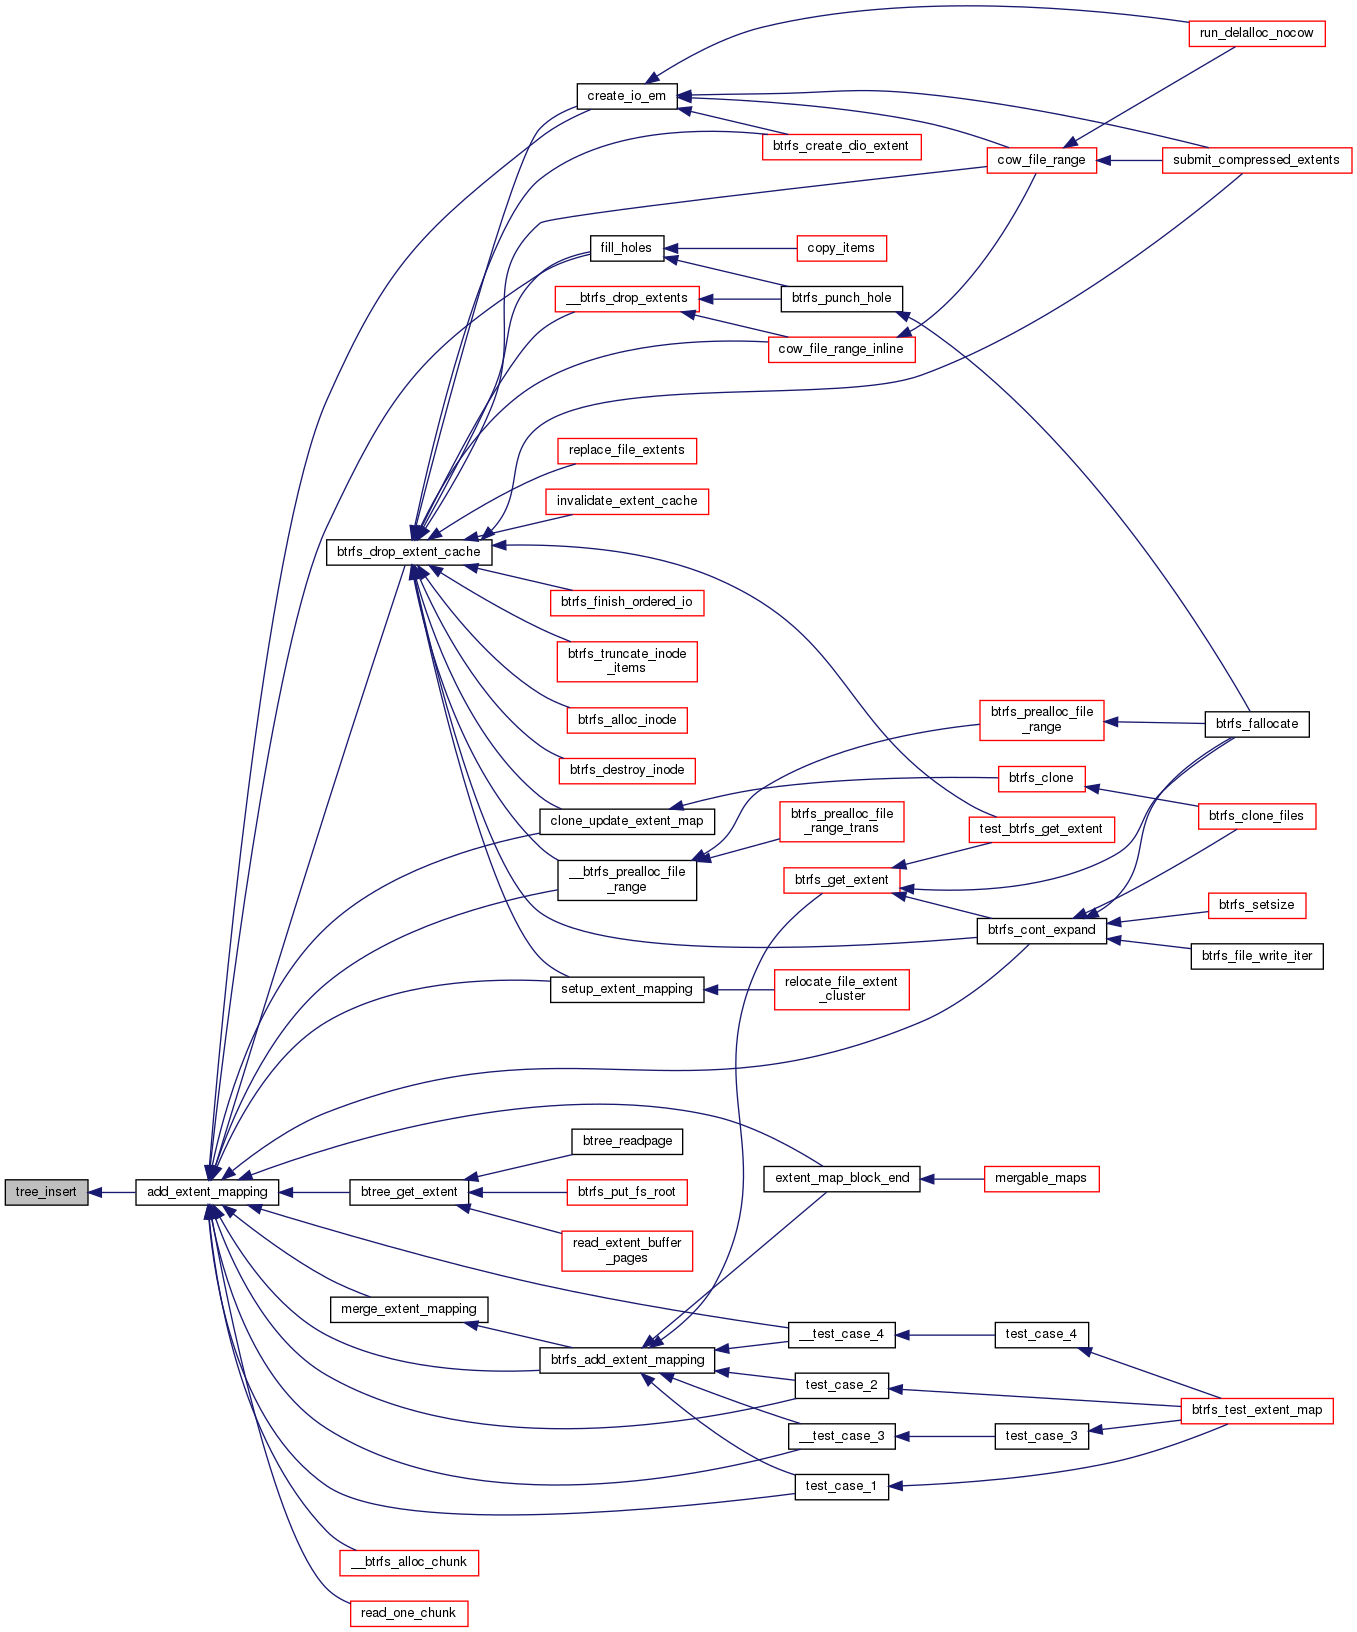 run_delalloc_nocow
create_io_em
btrfs_create_dio_extent
cow_file_range
submit_compressed_extents
fill_holes
copy_items
__btrfs_drop_extents
btrfs_punch_hole
cow_file_range_inline
replace_file_extents
invalidate_extent_cache
btrfs_drop_extent_cache
btrfs_finish_ordered_io
btrfs_truncate_inode
_items
btrfs_alloc_inode
btrfs_prealloc_file
_range
btrfs_fallocate
btrfs_destroy_inode
btrfs_clone
clone_update_extent_map
btrfs_prealloc_file
_range_trans
test_btrfs_get_extent
btrfs_clone_files
__btrfs_prealloc_file
_range
btrfs_get_extent
btrfs_setsize
btrfs_cont_expand
btrfs_file_write_iter
setup_extent_mapping
relocate_file_extent
_cluster
btree_readpage
tree_insert
add_extent_mapping
btree_get_extent
btrfs_put_fs_root
extent_map_block_end
mergable_maps
read_extent_buffer
_pages
merge_extent_mapping
__test_case_4
test_case_4
btrfs_add_extent_mapping
test_case_2
btrfs_test_extent_map
__test_case_3
test_case_3
test_case_1
__btrfs_alloc_chunk
read_one_chunk